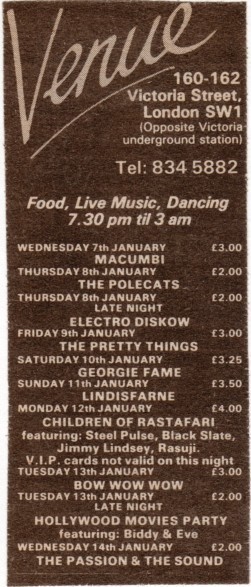 Venue
160-162
Victoria Street,
London SW1
(Opposite Victoria
underground station)
Tel: 834 5882
Food, Live Music, Dancing
7.30 pm til 3 am
WEDNESDAY 7th JANUARY £3.00
MACUMBI
THURSDAY 8th JANUARY £2.00
THE POLECATS
THURSDAY 8th JANUARY £2.00
LATE NIGHT
ELECTRO DISKOW
FRIDAY 9th JANUARY £3.00
THE PRETTY THINGS
SATURDAY 10th JANUARY £3.25
GEORGIE FAME
SUNDAY 11th JANUARY £3.50
LINDISFARNE
MONDAY 12th JANUARY £4.00
CHILDREN OF RASTAFARI
featuring: Steel Pulse, Black Slate,
Jimmy Lindsey, Rasuji.
V.I.P. cards not valid on this night
TUESDAY 13th JANUARY £3.00
BOW WOW WOW
TUESDAY 13th JANUARY £2.00
LATE NIGHT
HOLLYWOOD MOVIES PARTY
featuring: Biddy & Eve
WEDNESDAY 14th JANUARY £2.00
THE PASSION & THE SOUND